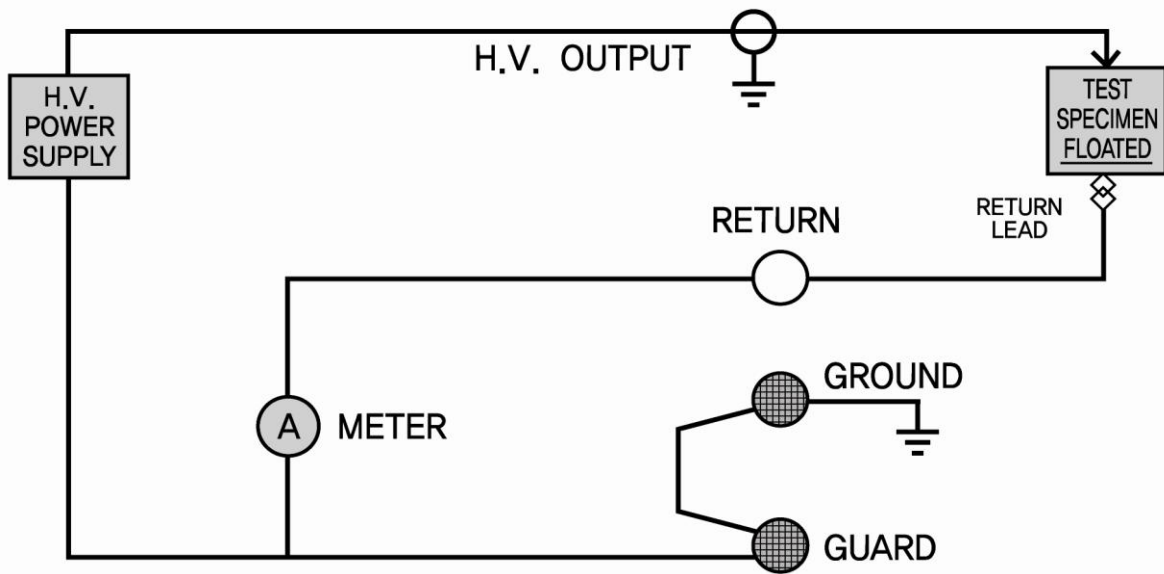 H.V. OUTPUT
H.V.
POWER
SUPPLY
TEST
SPECIMEN
FLOATED
RETURN
LEAD
RETURN
GROUND
A
METER
GUARD